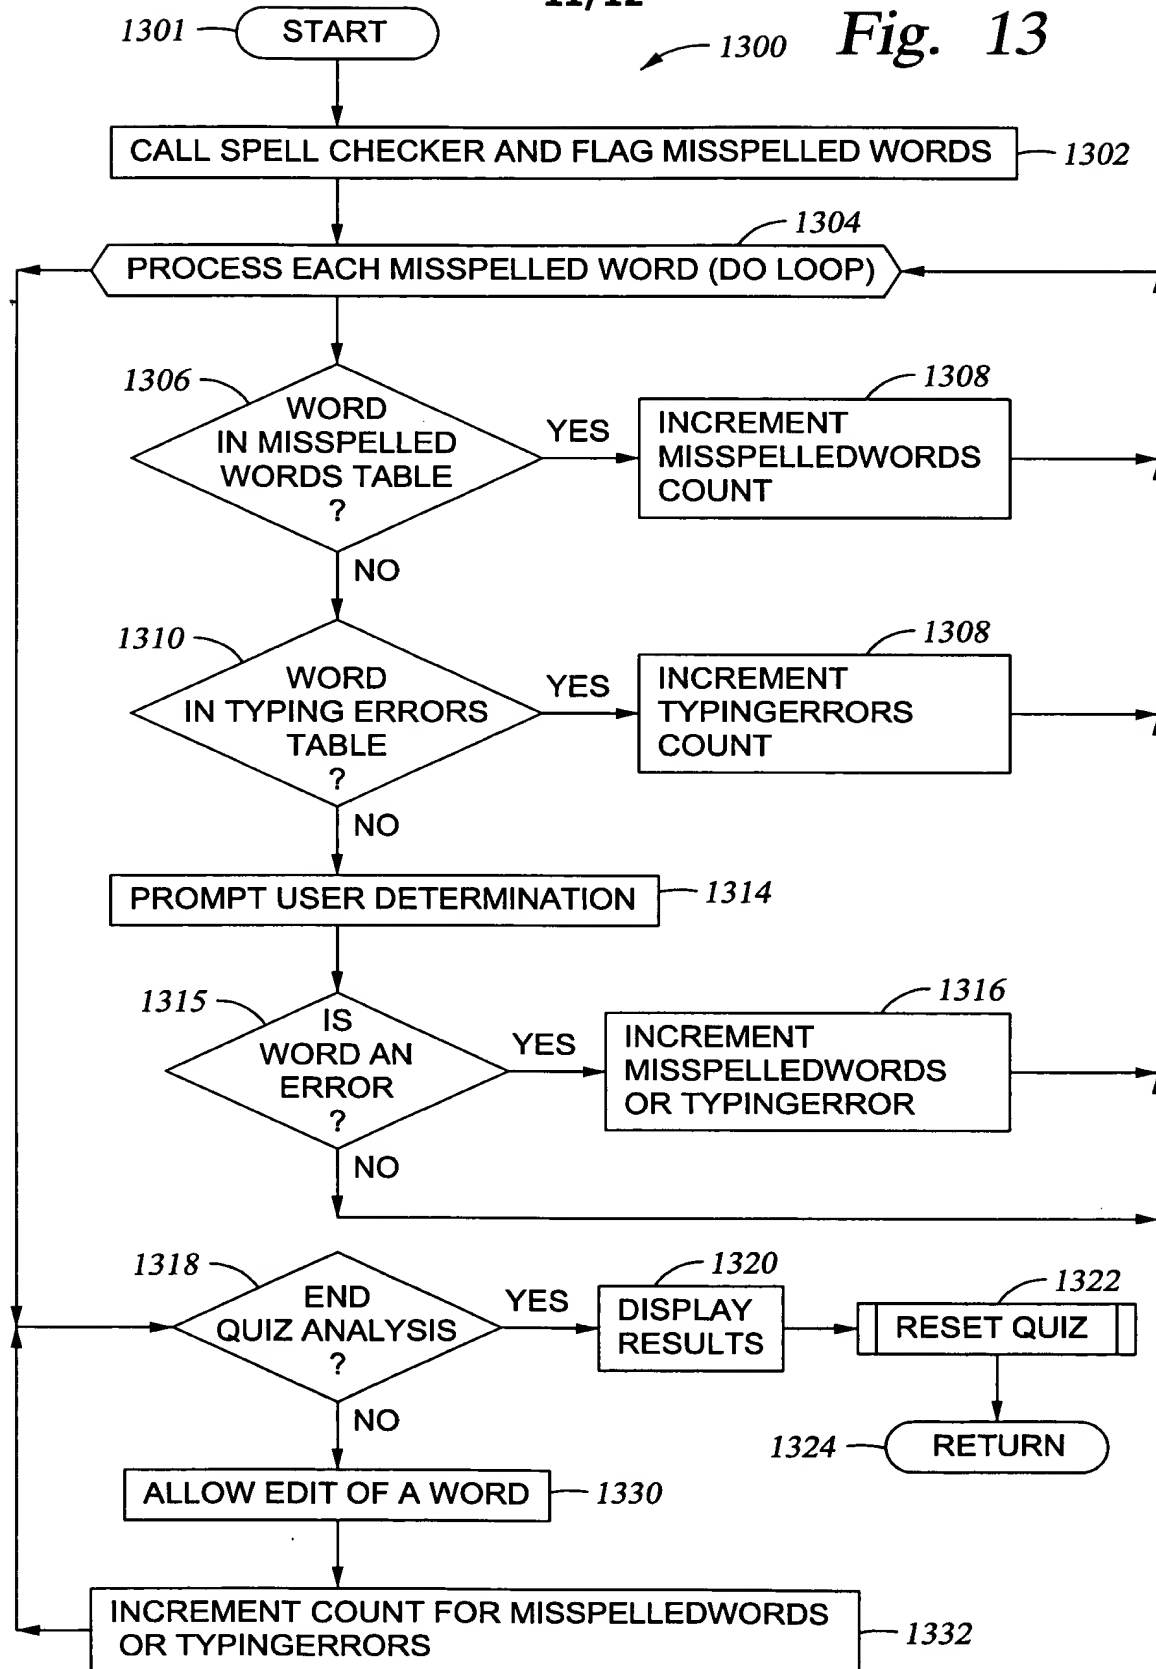 11/12
1301
START
1300
Fig. 13
CALL SPELL CHECKER AND FLAG MISSPELLED WORDS
1302
1304
PROCESS EACH MISSPELLED WORD (DO LOOP)
1306
WORD
IN MISSPELLED
WORDS TABLE
?
YES
1308
INCREMENT
MISSPELLEDWORDS
COUNT
NO
1310
WORD
IN TYPING ERRORS
TABLE
?
YES
1308
INCREMENT
TYPINGERRORS
COUNT
NO
PROMPT USER DETERMINATION
1314
1315
IS
WORD AN
ERROR
?
YES
1316
INCREMENT
MISSPELLEDWORDS
OR TYPINGERROR
NO
1318
END
QUIZ ANALYSIS
?
YES
1320
DISPLAY
RESULTS
1322
RESET QUIZ
NO
1324
RETURN
ALLOW EDIT OF A WORD
1330
INCREMENT COUNT FOR MISSPELLEDWORDS
OR TYPINGERRORS
1332